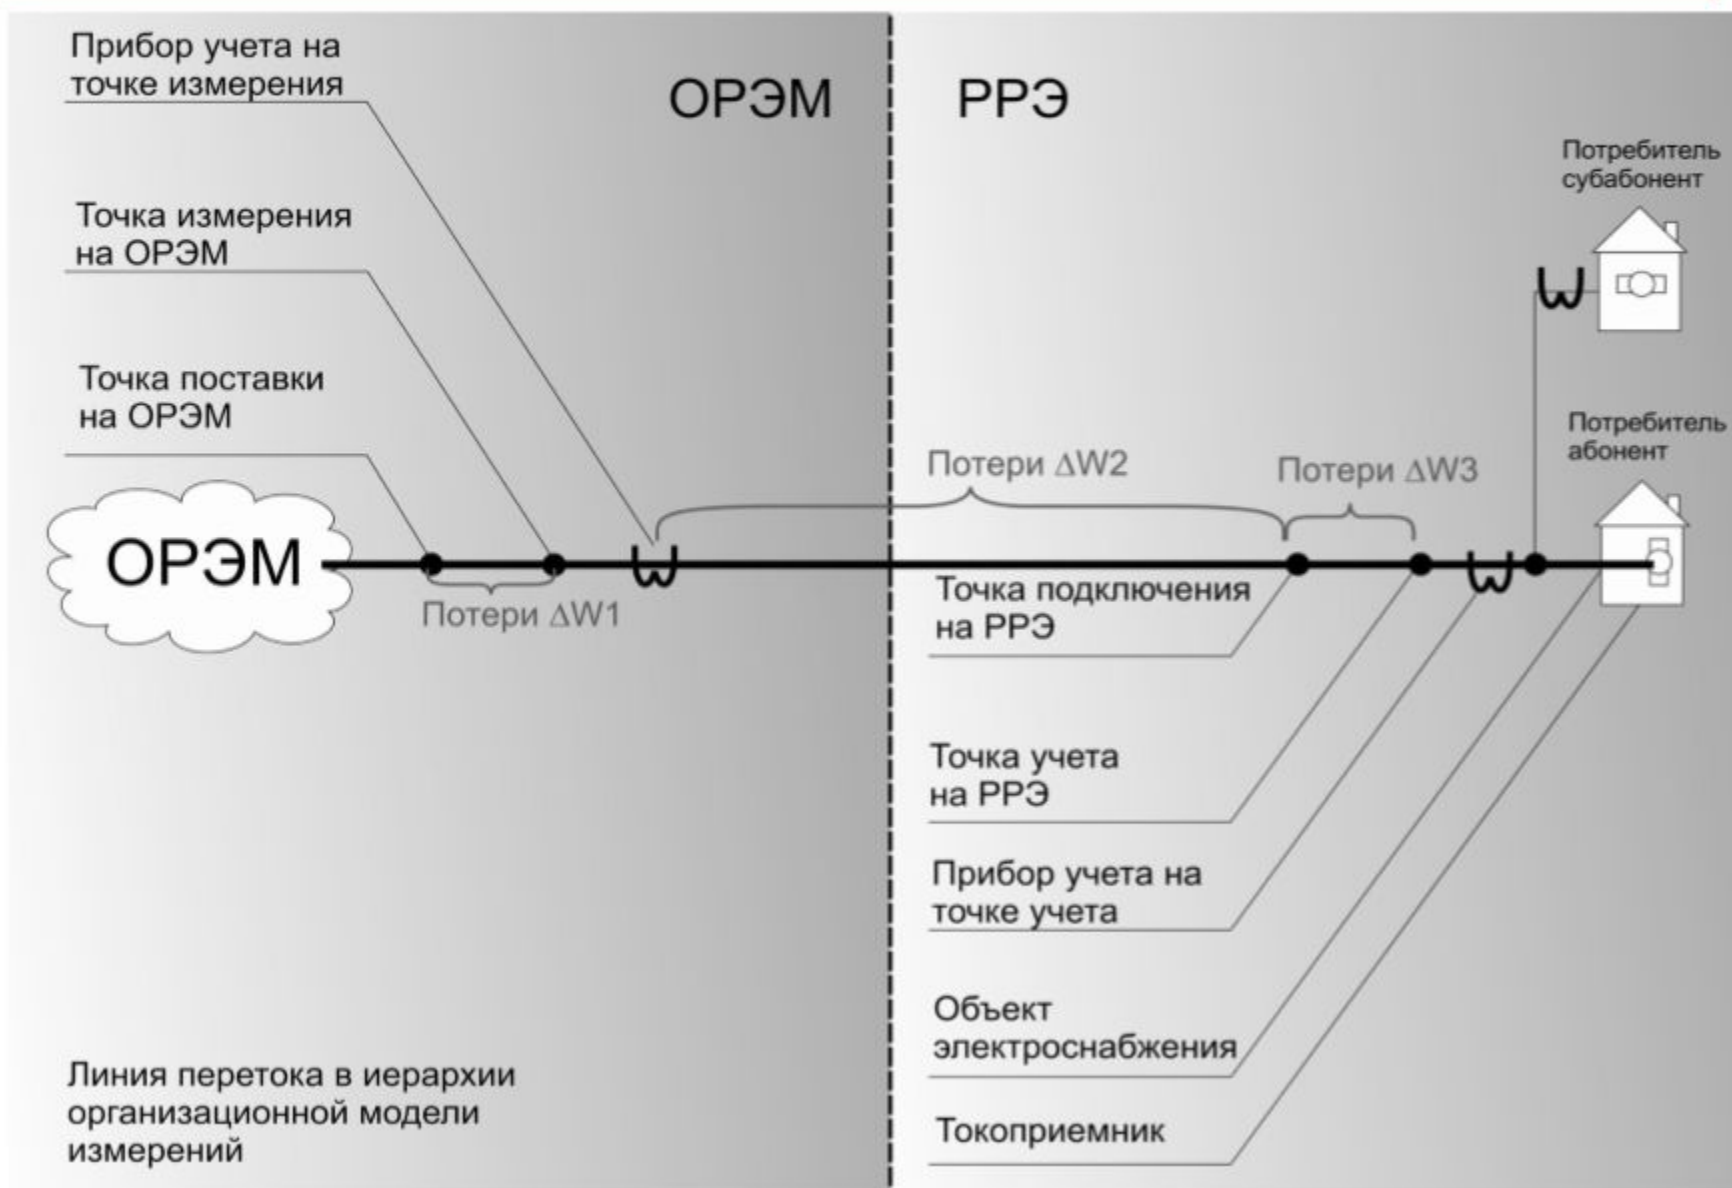 Прибор учета на
точке измерения
ОРЭМ
РРЭ
Потребитель
субабонент
Точка измерения
на ОРЭМ
Точка поставки
на ОРЭМ
Потребитель
абонент
Потери ΔW2
Потери ΔW3
ОРЭМ
Потери ΔW1
Точка подключения
на РРЭ
Точка учета
на РРЭ
Прибор учета на
точке учета
Объект
электроснабжения
Токоприемник
Линия перетока в иерархии
организационной модели
измерений